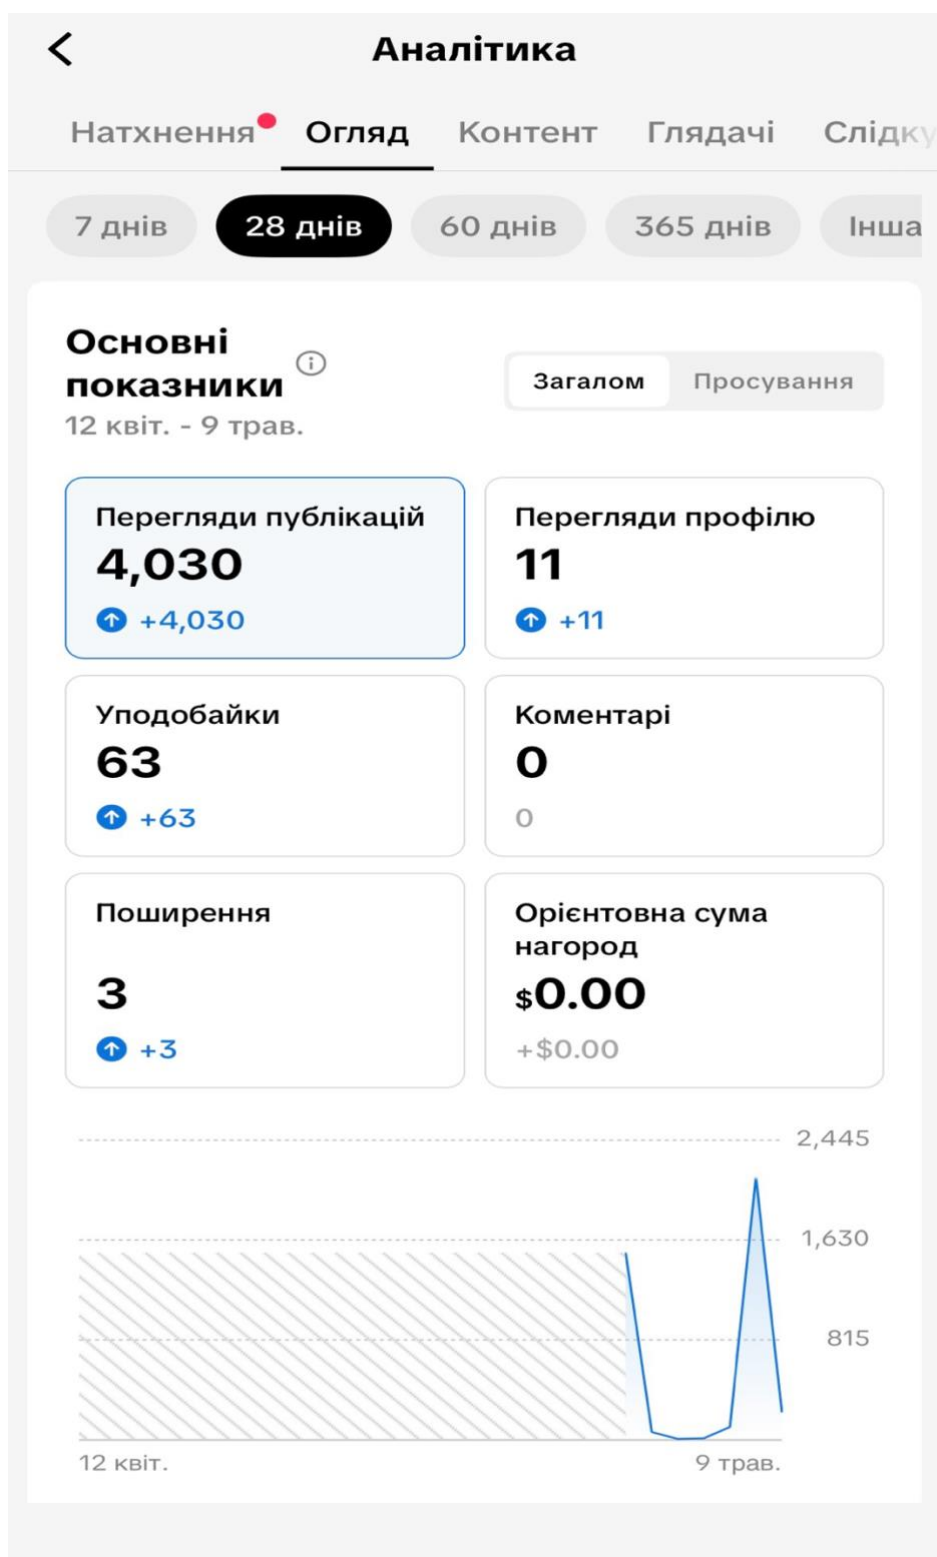 Аналітика
Натхнення Огляд Контент Глядачі Слідку
7 днів 28 днів 60 днів 365 днів Інша
Основні
показники
Загалом Просування
12 квіт. - 9 трав.
Перегляди публікацій
4,030
+4,030
Перегляди профілю
11
+11
Уподобайки
63
+63
Коментарі
0
0
Поширення
3
+3
Орієнтовна сума
нагород
$0.00
+$0.00
2,445
1,630
815
12 квіт. 9 трав.